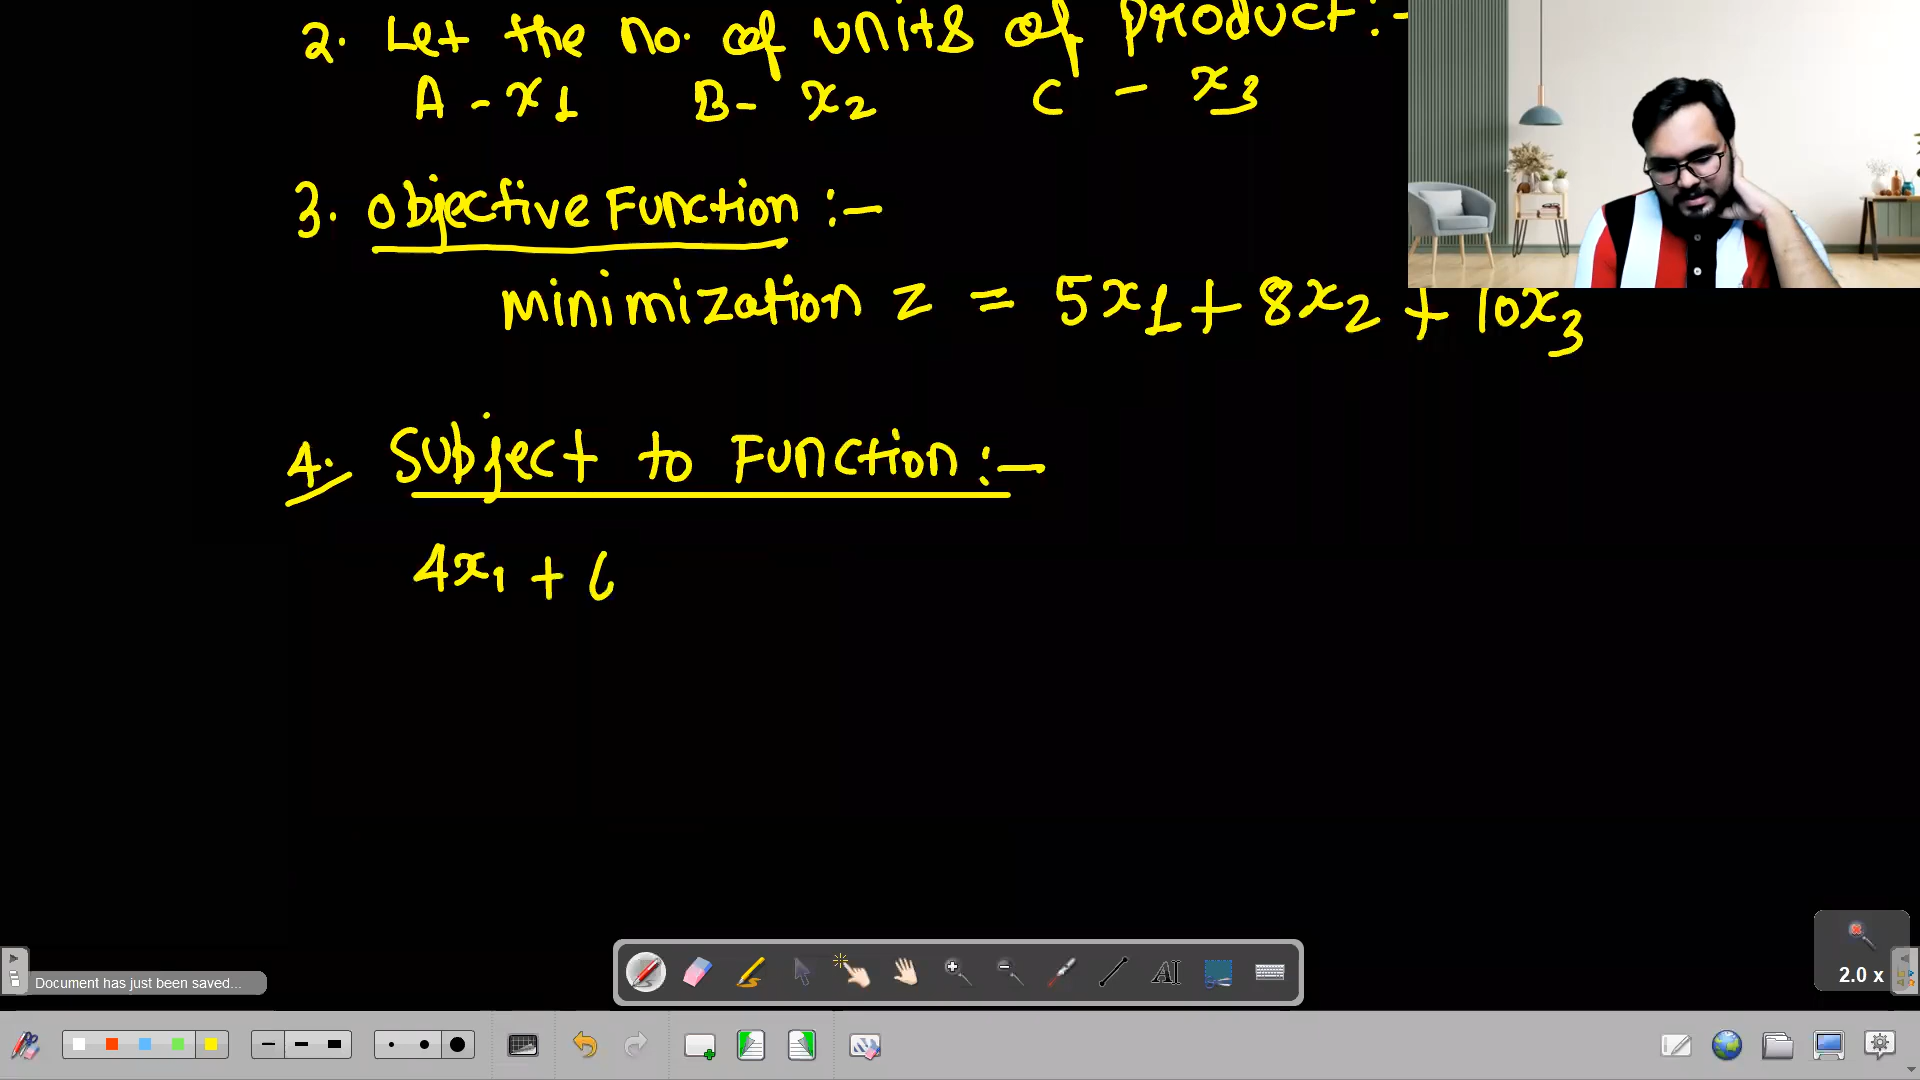 2. Let the no. of units of product:-
A - x1 B - x2 C - x3
3. Objective Function :-
minimization z = 5x1 + 8x2 + 10x3
4. Subject to Function :-
4x1 +
Document has just been saved...
2.0 x